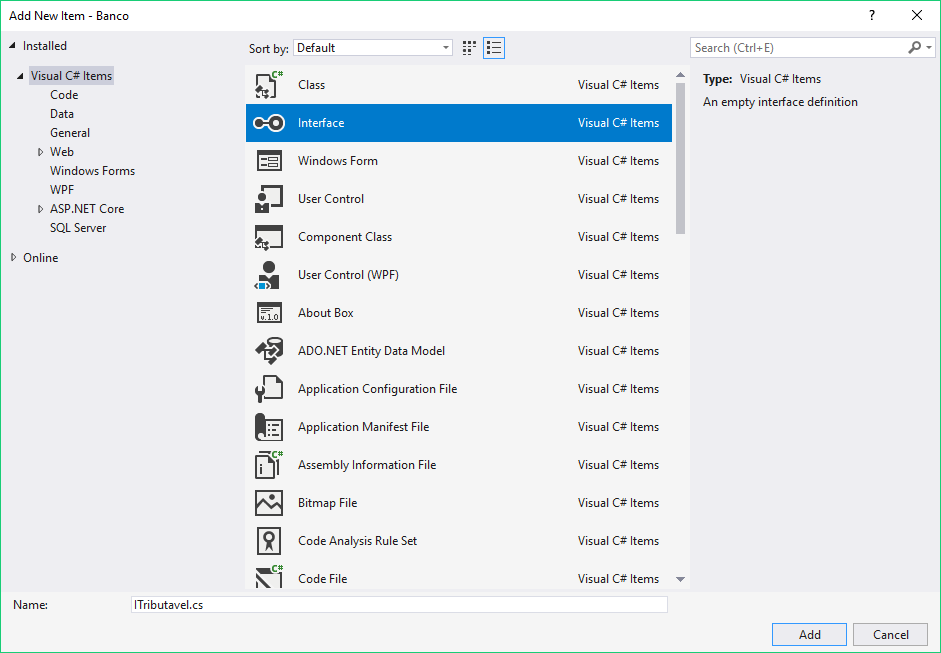 Add New Item - Banco
?
Installed
Visual C# Items
Code
Data
General
Web
Windows Forms
WPF
ASP.NET Core
SQL Server
Online
Sort by: Default
C# Class Visual C# Items
Interface Visual C# Items
Windows Form Visual C# Items
User Control Visual C# Items
Component Class Visual C# Items
User Control (WPF) Visual C# Items
v.1.0 About Box Visual C# Items
ADO.NET Entity Data Model Visual C# Items
Application Configuration File Visual C# Items
Application Manifest File Visual C# Items
C# Assembly Information File Visual C# Items
Bitmap File Visual C# Items
Code Analysis Rule Set Visual C# Items
C# Code File Visual C# Items
Search (Ctrl+E)
Type: Visual C# Items
An empty interface definition
Name: ITributavel.cs
Add Cancel